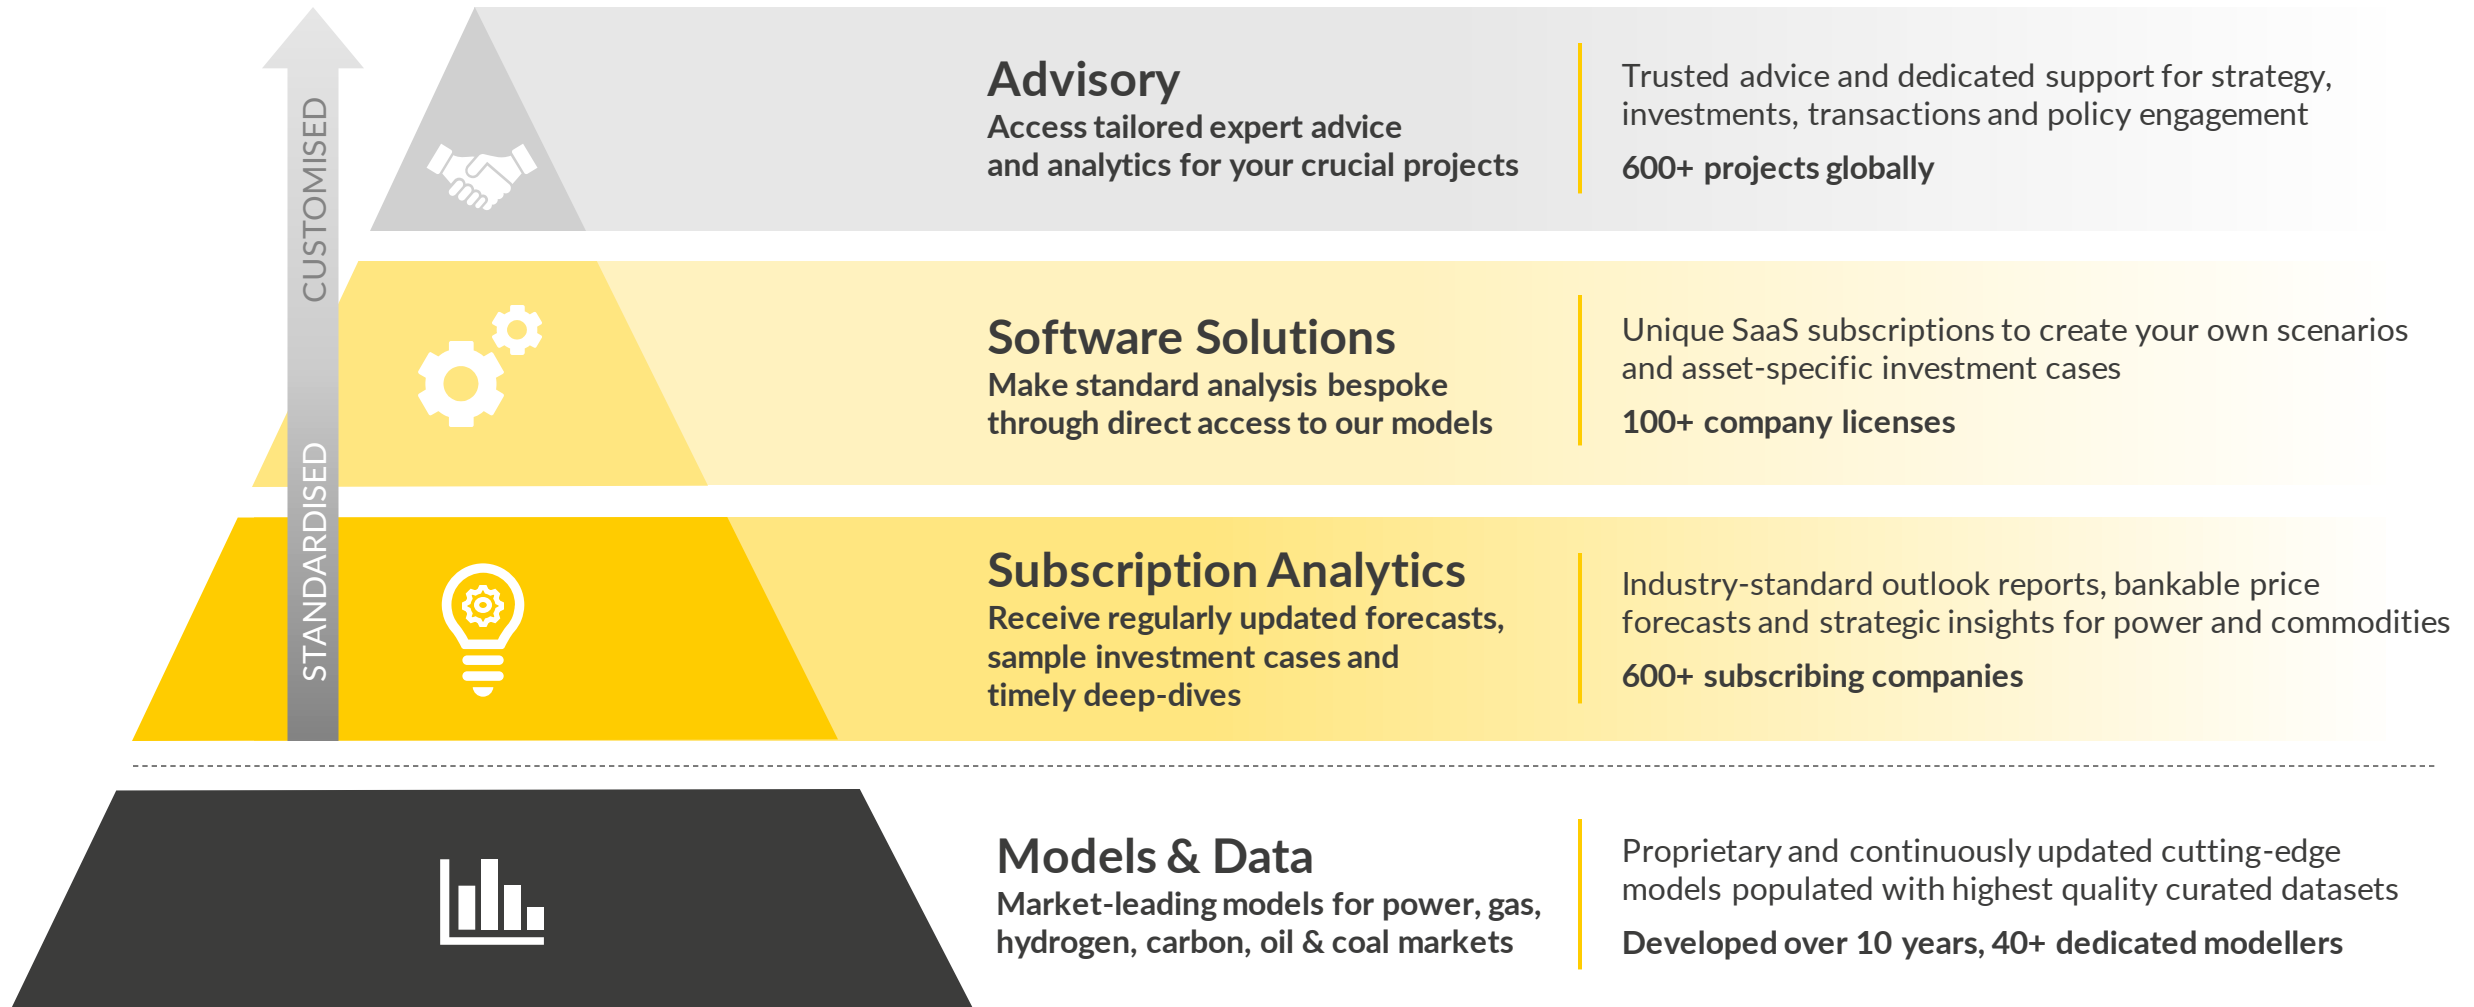 CUSTOMISED
STANDARDISED
Advisory
Access tailored expert advice
and analytics for your crucial projects
Trusted advice and dedicated support for strategy,
investments, transactions and policy engagement
600+ projects globally
Software Solutions
Make standard analysis bespoke
through direct access to our models
Unique SaaS subscriptions to create your own scenarios
and asset-specific investment cases
100+ company licenses
Subscription Analytics
Receive regularly updated forecasts,
sample investment cases and
timely deep-dives
Industry-standard outlook reports, bankable price
forecasts and strategic insights for power and commodities
600+ subscribing companies
Models & Data
Market-leading models for power, gas,
hydrogen, carbon, oil & coal markets
Proprietary and continuously updated cutting-edge
models populated with highest quality curated datasets
Developed over 10 years, 40+ dedicated modellers